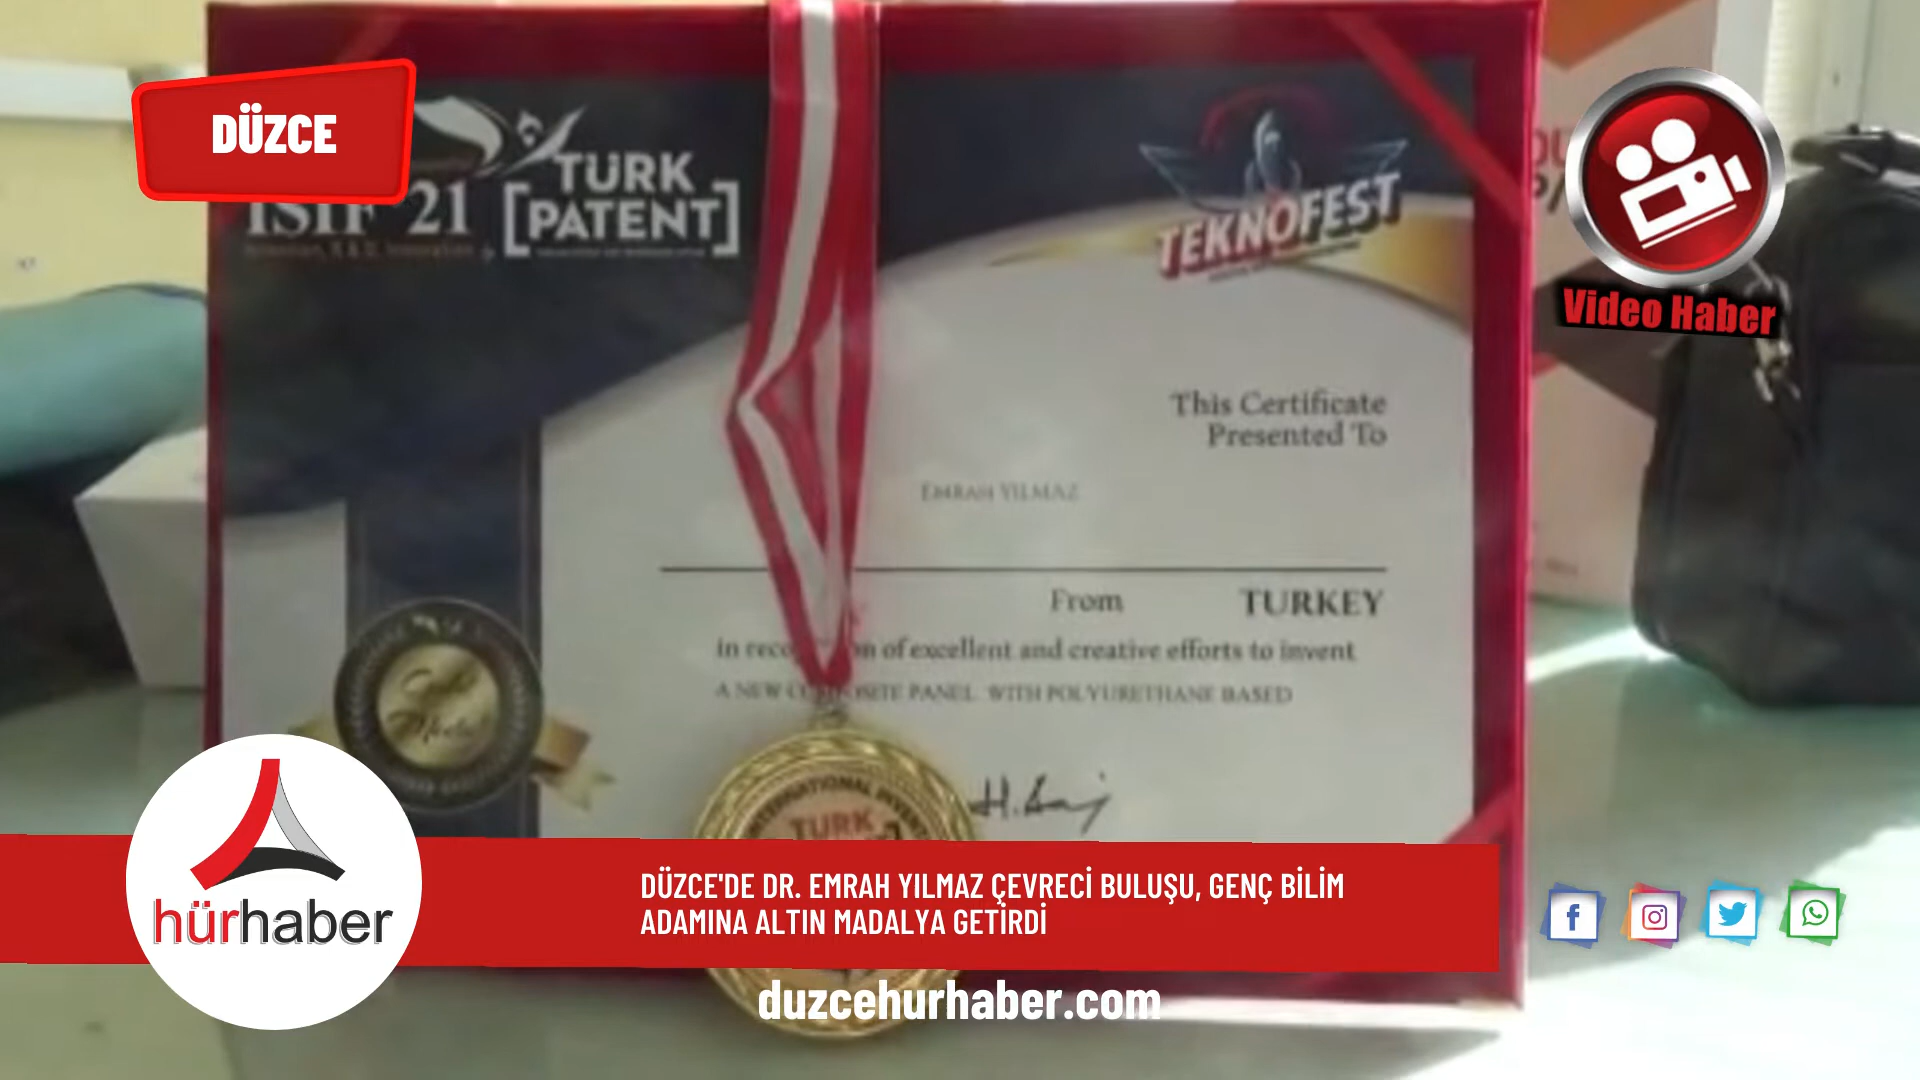 DÜZCE
ISIF'21
TURK
[PATENT]
TEKNOFEST
Video Haber
This Certificate
Presented To
EMRAH YILMAZ
From TURKEY
in of excellent and creative efforts to invent
A NEW PANEL WITH POLYURETHANE BASED
TURK
hürhaber
DÜZCE'DE DR. EMRAH YILMAZ ÇEVRECİ BULUŞU, GENÇ BİLİM
ADAMINA ALTIN MADALYA GETİRDİ
duzcehurhaber.com